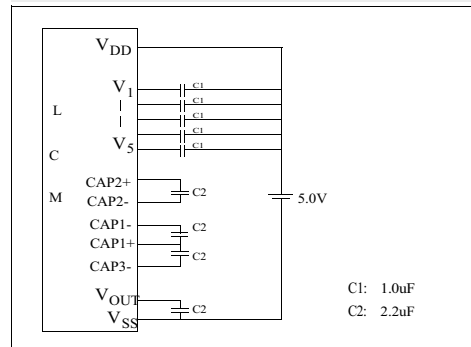 VDD
V1
C1
C1
L
C1
C1
V5
C1
C
CAP2+
C2
M
CAP2-
5.0V
CAP1-
C2
CAP1+
C2
CAP3-
C1: 1.0uF
VOUT
C2
C2: 2.2uF
VSS